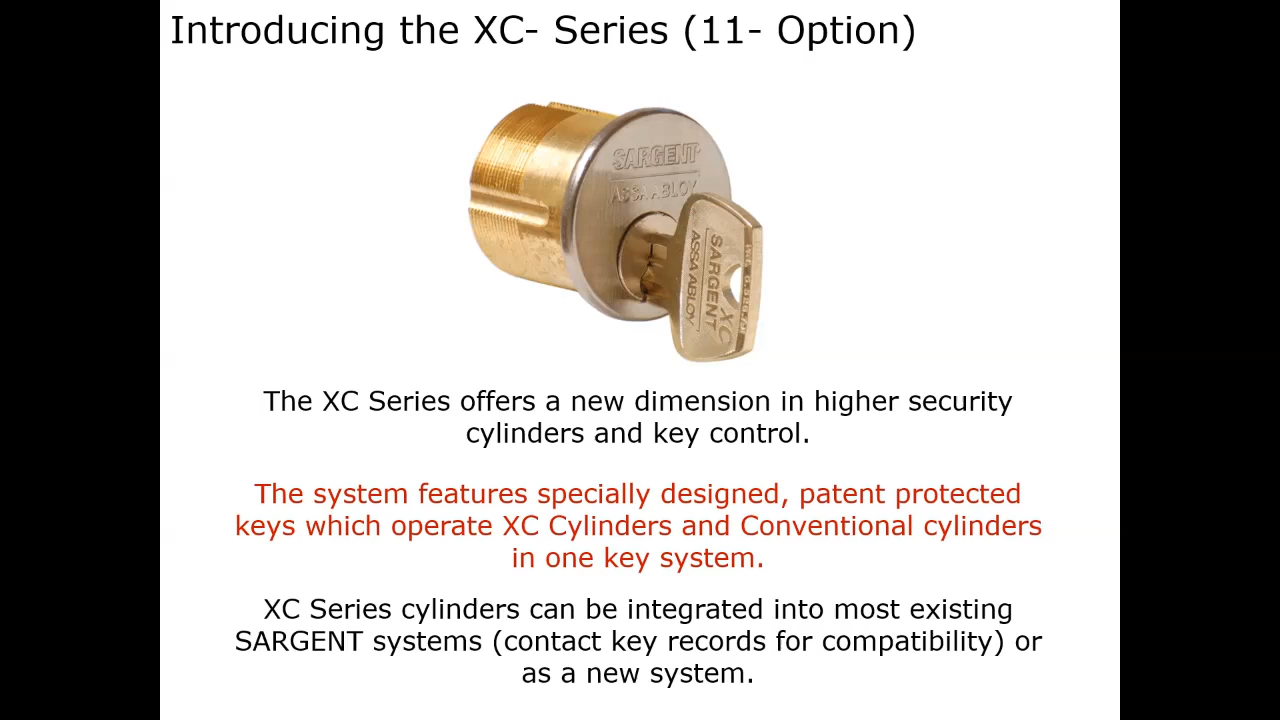 Introducing the XC- Series (11- Option)
SARGENT
ASSA ABLOY
SARGENT
ASSA ABLOY
XC
The XC Series offers a new dimension in higher security
cylinders and key control.
The system features specially designed, patent protected
keys which operate XC Cylinders and Conventional cylinders
in one key system.
XC Series cylinders can be integrated into most existing
SARGENT systems (contact key records for compatibility) or
as a new system.